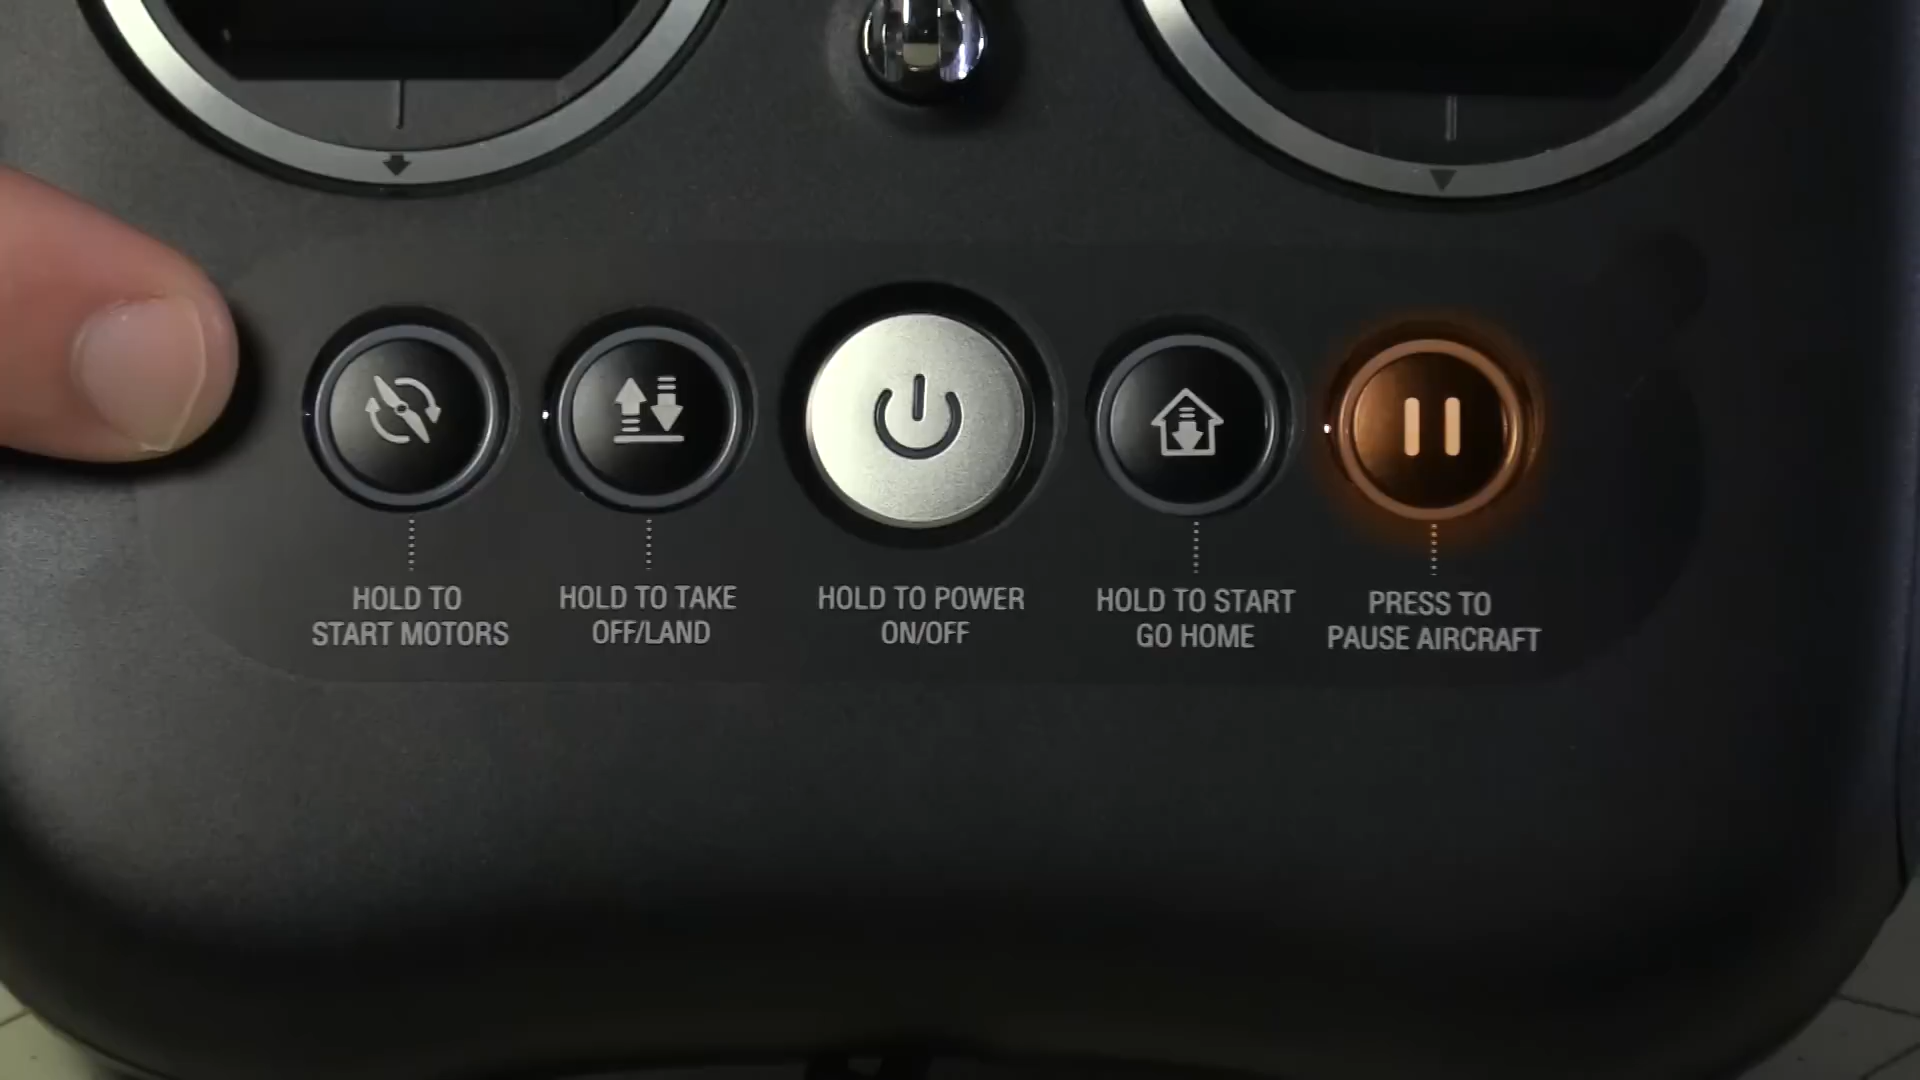 HOLD TO
START MOTORS
HOLD TO TAKE
OFF/LAND
HOLD TO POWER
ON/OFF
HOLD TO START
GO HOME
PRESS TO
PAUSE AIRCRAFT